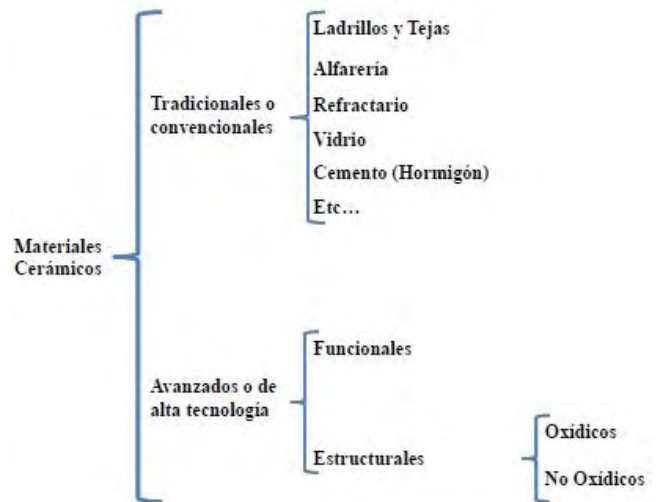 Materiales
Cerámicos
Tradicionales o
convencionales
Ladrillos y Tejas
Alfarería
Refractario
Vidrio
Cemento (Hormigón)
Etc…
Avanzados o de
alta tecnología
Funcionales
Estructurales
Oxídicos
No Oxídicos